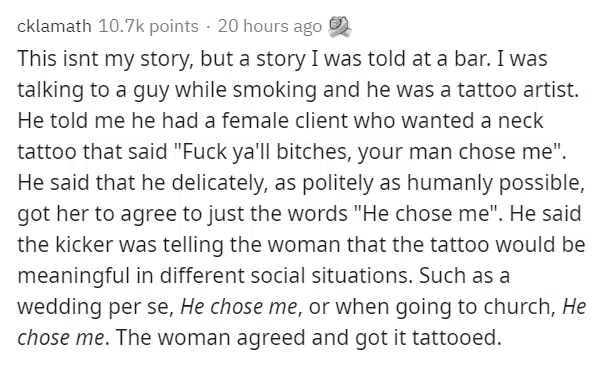 cklamath 10.7k points · 20 hours ago
This isnt my story, but a story I was told at a bar. I was
talking to a guy while smoking and he was a tattoo artist.
He told me he had a female client who wanted a neck
tattoo that said "Fuck ya'll bitches, your man chose me".
He said that he delicately, as politely as humanly possible,
got her to agree to just the words "He chose me". He said
the kicker was telling the woman that the tattoo would be
meaningful in different social situations. Such as a
wedding per se, He chose me, or when going to church, He
chose me. The woman agreed and got it tattooed.